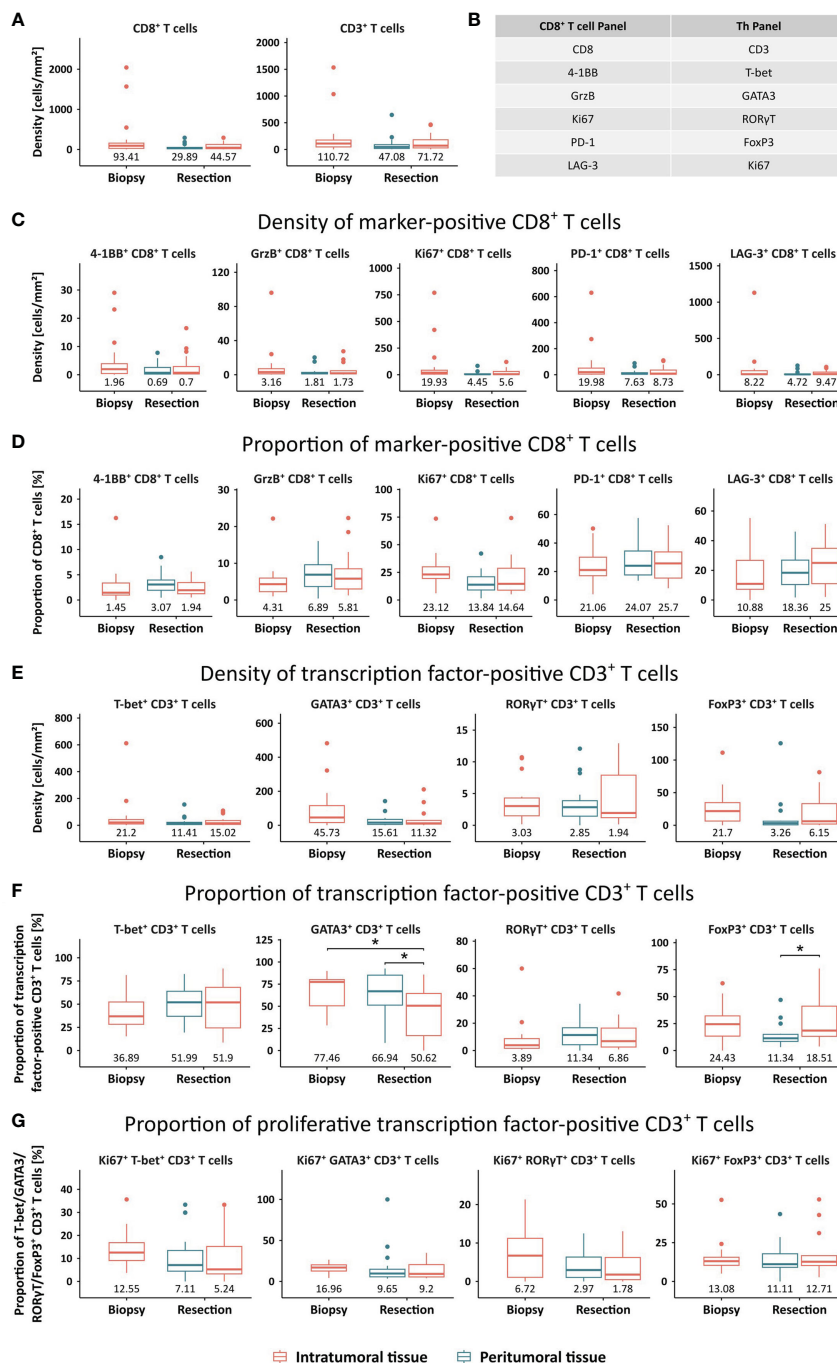 A
CD8⁺ T cells
CD3⁺ T cells
Density [cells/mm²]
2000
1500
1000
500
0
93.41
29.89
44.57
Biopsy
Resection
2000
1500
1000
500
0
110.72
47.08
71.72
Biopsy
Resection
B
CD8⁺ T cell Panel
Th Panel
CD8
CD3
4-1BB
T-bet
GrzB
GATA3
Ki67
RORγT
PD-1
FoxP3
LAG-3
Ki67
C
Density of marker-positive CD8⁺ T cells
4-1BB⁺ CD8⁺ T cells
GrzB⁺ CD8⁺ T cells
Ki67⁺ CD8⁺ T cells
PD-1⁺ CD8⁺ T cells
LAG-3⁺ CD8⁺ T cells
Density [cells/mm²]
30
20
10
0
1.96
0.69
0.7
Biopsy
Resection
120
80
40
0
3.16
1.81
1.73
Biopsy
Resection
1000
750
500
250
0
19.93
4.45
5.6
Biopsy
Resection
800
600
400
200
0
19.98
7.63
8.73
Biopsy
Resection
1500
1000
500
0
8.22
4.72
9.47
Biopsy
Resection
D
Proportion of marker-positive CD8⁺ T cells
4-1BB⁺ CD8⁺ T cells
GrzB⁺ CD8⁺ T cells
Ki67⁺ CD8⁺ T cells
PD-1⁺ CD8⁺ T cells
LAG-3⁺ CD8⁺ T cells
Proportion of CD8⁺ T cells [%]
20
15
10
5
0
1.45
3.07
1.94
Biopsy
Resection
30
20
10
0
4.31
6.89
5.81
Biopsy
Resection
75
50
25
0
23.12
13.84
14.64
Biopsy
Resection
60
40
20
0
21.06
24.07
25.7
Biopsy
Resection
60
40
20
0
10.88
18.36
25
Biopsy
Resection
E
Density of transcription factor-positive CD3⁺ T cells
T-bet⁺ CD3⁺ T cells
GATA3⁺ CD3⁺ T cells
RORγT⁺ CD3⁺ T cells
FoxP3⁺ CD3⁺ T cells
Density [cells/mm²]
800
600
400
200
0
21.2
11.41
15.02
Biopsy
Resection
600
400
200
0
45.73
15.61
11.32
Biopsy
Resection
15
10
5
0
3.03
2.85
1.94
Biopsy
Resection
150
100
50
0
21.7
3.26
6.15
Biopsy
Resection
F
Proportion of transcription factor-positive CD3⁺ T cells
T-bet⁺ CD3⁺ T cells
GATA3⁺ CD3⁺ T cells
RORγT⁺ CD3⁺ T cells
FoxP3⁺ CD3⁺ T cells
Proportion of transcription
factor-positive CD3⁺ T cells [%]
100
50
0
36.89
51.99
51.9
Biopsy
Resection
125
100
75
50
25
0
*
*
77.46
66.94
50.62
Biopsy
Resection
80
60
40
20
0
3.89
11.34
6.86
Biopsy
Resection
100
75
50
25
0
*
24.43
11.34
18.51
Biopsy
Resection
G
Proportion of proliferative transcription factor-positive CD3⁺ T cells
Ki67⁺ T-bet⁺ CD3⁺ T cells
Ki67⁺ GATA3⁺ CD3⁺ T cells
Ki67⁺ RORγT⁺ CD3⁺ T cells
Ki67⁺ FoxP3⁺ CD3⁺ T cells
Proportion of T-bet/GATA3/
RORγT/FoxP3⁺ CD3⁺ T cells [%]
40
30
20
10
0
12.55
7.11
5.24
Biopsy
Resection
100
50
0
16.96
9.65
9.2
Biopsy
Resection
20
10
0
6.72
2.97
1.78
Biopsy
Resection
50
25
0
13.08
11.11
12.71
Biopsy
Resection
Intratumoral tissue
Peritumoral tissue